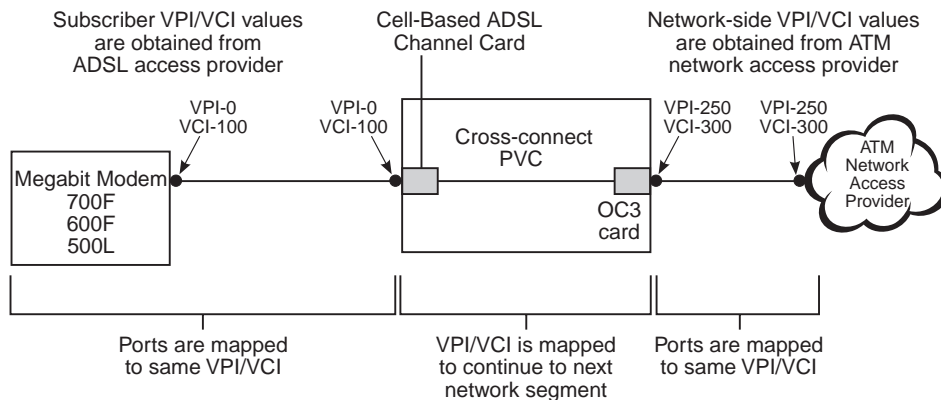 Subscriber VPI/VCI values
are obtained from
ADSL access provider
Cell-Based ADSL
Channel Card
Network-side VPI/VCI values
are obtained from ATM
network access provider
VPI-0
VCI-100
VPI-0
VCI-100
VPI-250
VCI-300
VPI-250
VCI-300
Megabit Modem
700F
600F
500L
Cross-connect
PVC
OC3
card
ATM
Network
Access
Provider
Ports are mapped
to same VPI/VCI
VPI/VCI is mapped
to continue to next
network segment
Ports are mapped
to same VPI/VCI